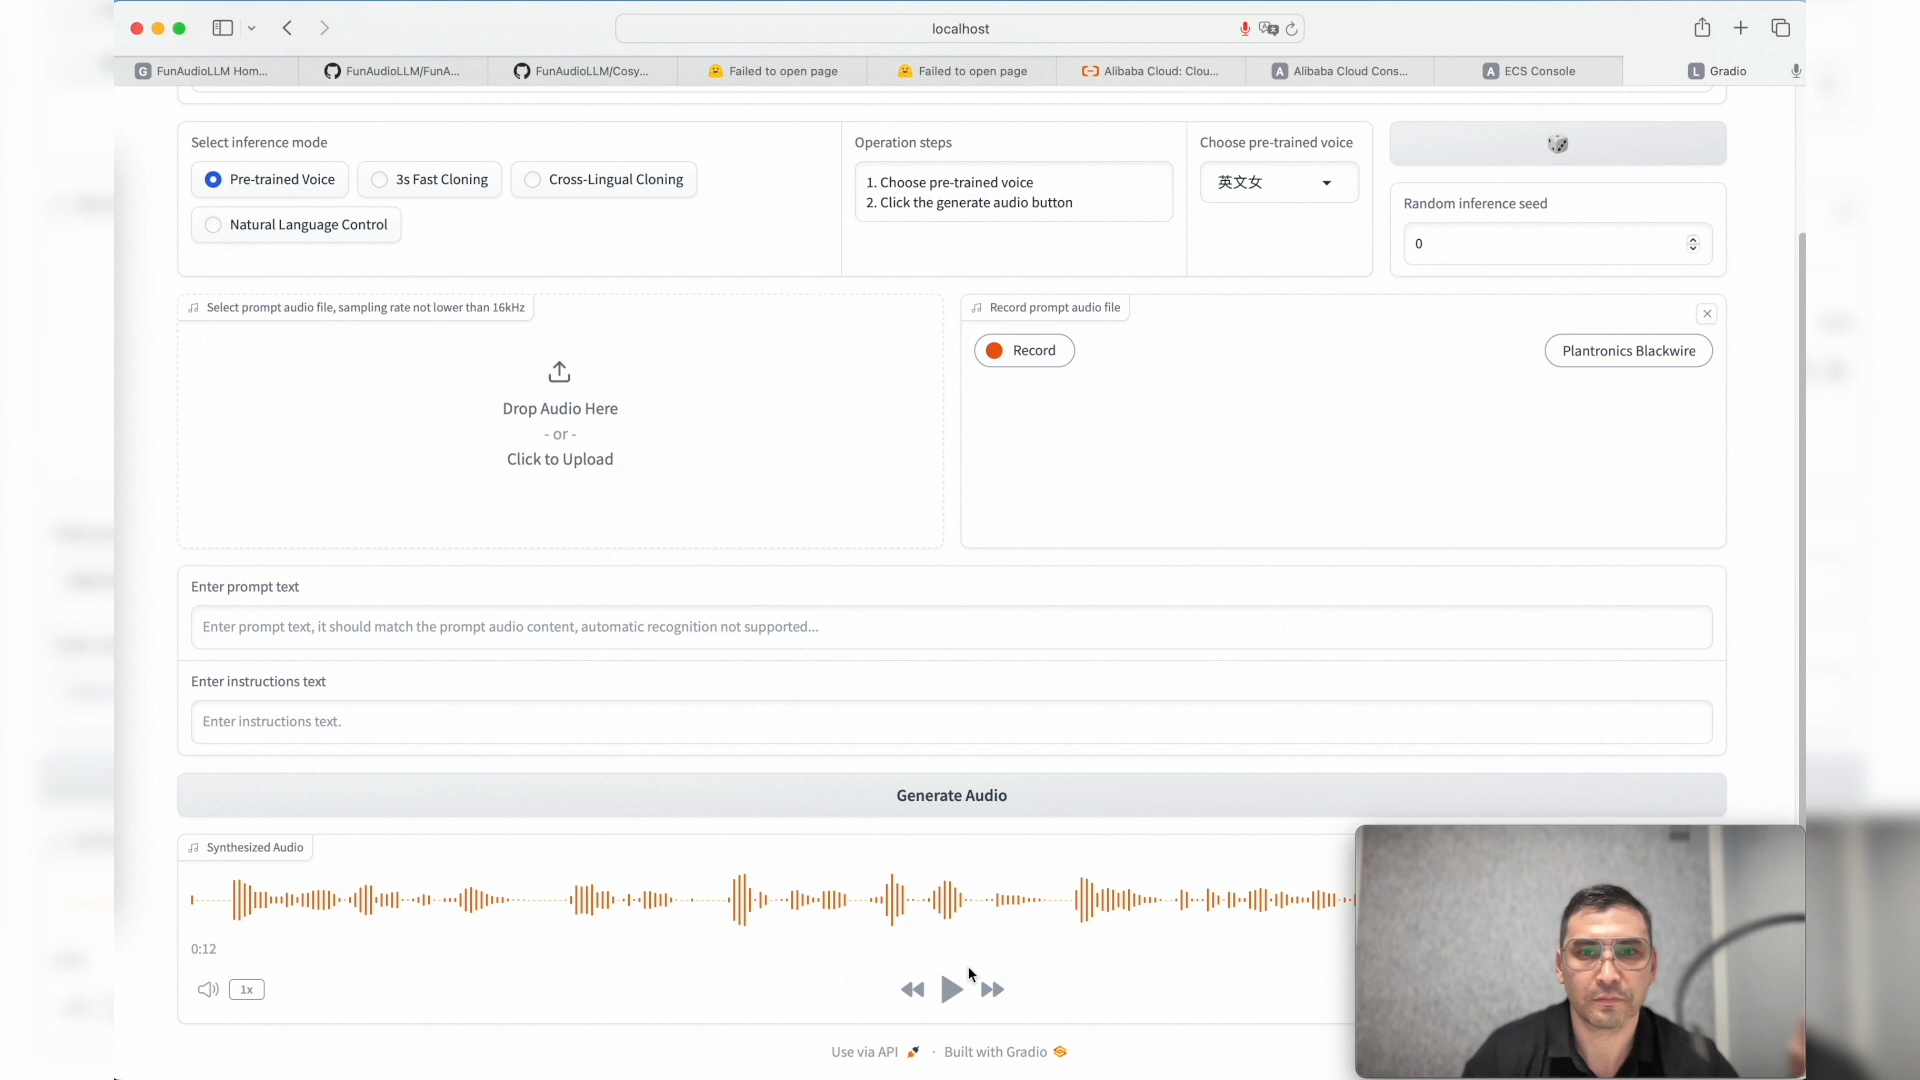 localhost
FunAudioLLM Hom...
FunAudioLLM/FunA...
FunAudioLLM/Cosy...
Failed to open page
Failed to open page
Alibaba Cloud: Clou...
Alibaba Cloud Cons...
ECS Console
Gradio
Select inference mode
Pre-trained Voice
3s Fast Cloning
Cross-Lingual Cloning
Natural Language Control
Operation steps
1. Choose pre-trained voice
2. Click the generate audio button
Choose pre-trained voice
英文女
Random inference seed
0
Select prompt audio file, sampling rate not lower than 16kHz
Drop Audio Here
- or -
Click to Upload
Record prompt audio file
Record
Plantronics Blackwire
Enter prompt text
Enter prompt text, it should match the prompt audio content, automatic recognition not supported...
Enter instructions text
Enter instructions text.
Generate Audio
Synthesized Audio
0:12
1x
Use via API
·
Built with Gradio